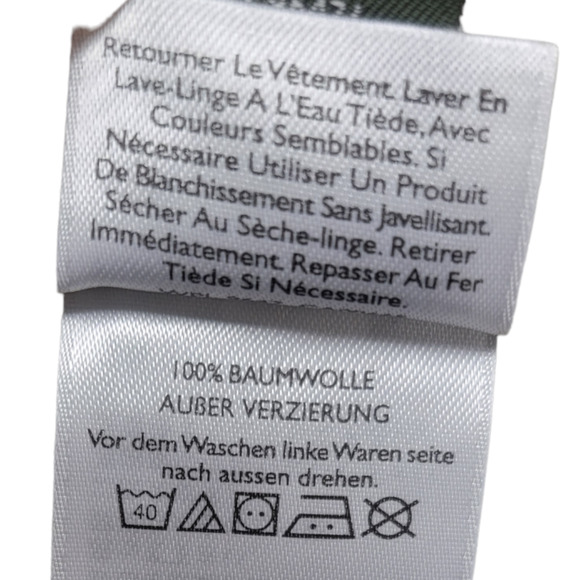 Retourner Le Vêtement. Laver En
Lave-Linge A L'Eau Tiède, Avec
Couleurs Semblables. Si
Nécessaire Utiliser Un Produit
De Blanchissement Sans Javellisant.
Sécher Au Sèche-linge. Retirer
Immédiatement. Repasser Au Fer
Tiède Si Nécessaire.
100% BAUMWOLLE
AUßER VERZIERUNG
Vor dem Waschen linke Waren seite
nach aussen drehen.
40